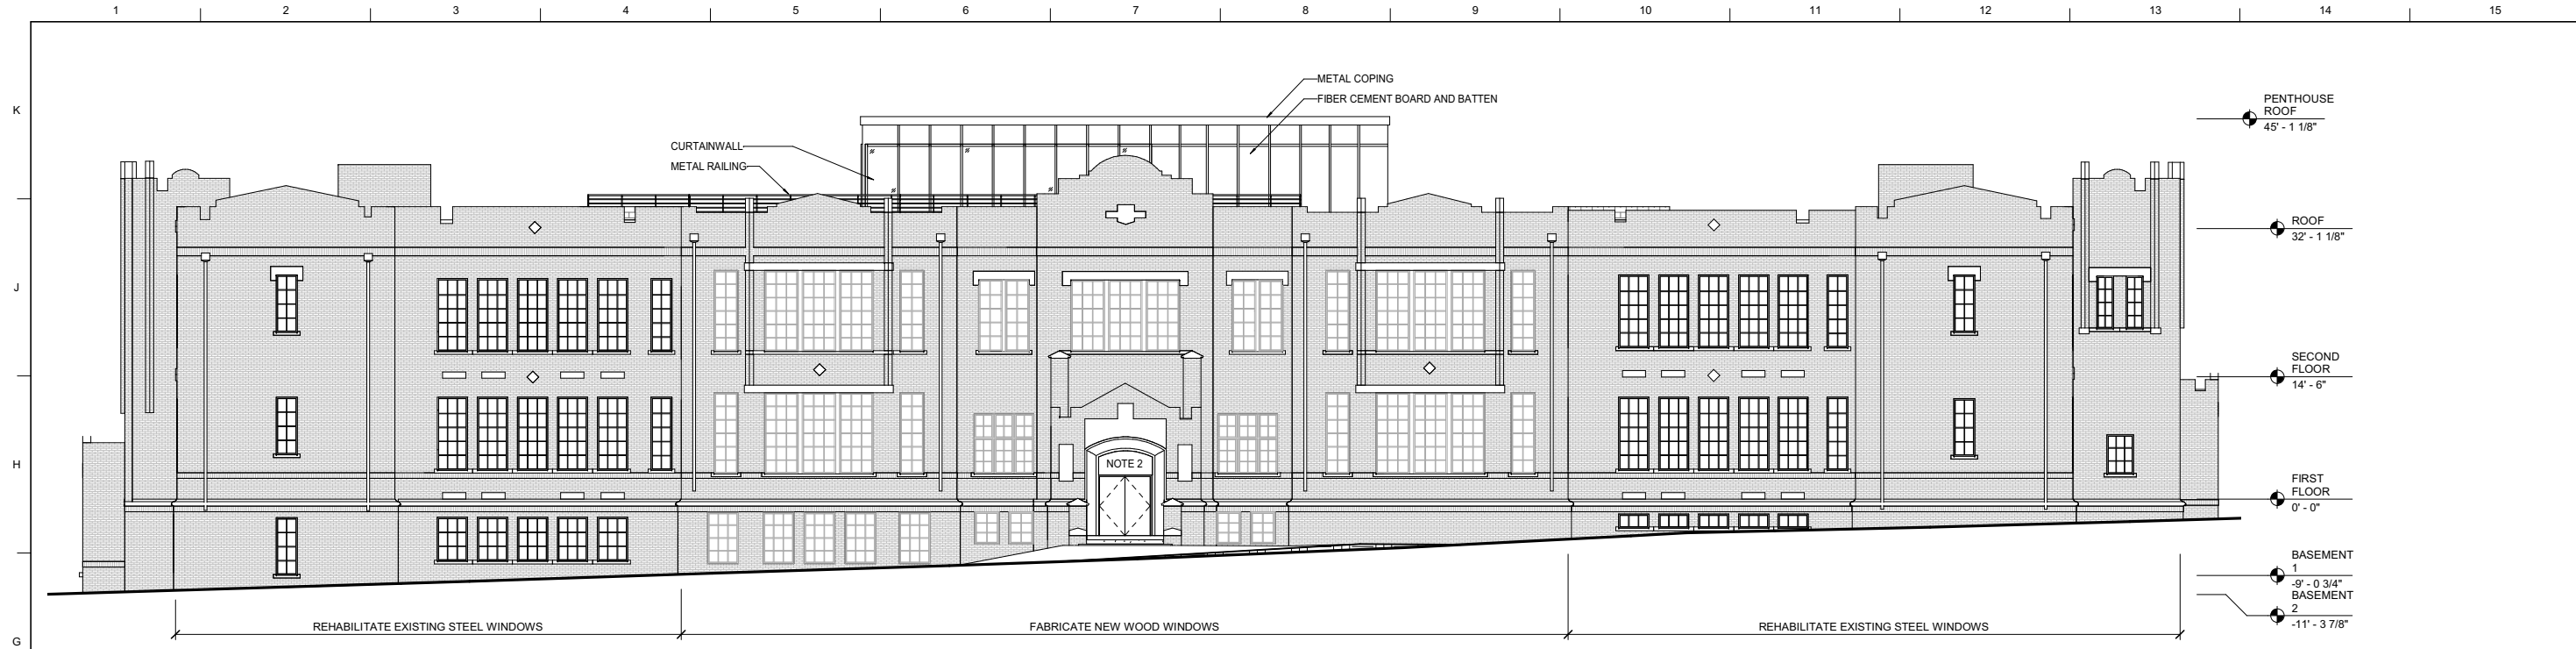 1 2 3 4 5 6 7 8 9 10 11 12 13 14 15
K
J
H
G
METAL COPING
FIBER CEMENT BOARD AND BATTEN
CURTAINWALL
METAL RAILING
NOTE 2
PENTHOUSE
ROOF
45' - 1 1/8"
ROOF
32' - 1 1/8"
SECOND
FLOOR
14' - 6"
FIRST
FLOOR
0' - 0"
BASEMENT
1
-9' - 0 3/4"
BASEMENT
2
-11' - 3 7/8"
REHABILITATE EXISTING STEEL WINDOWS
FABRICATE NEW WOOD WINDOWS
REHABILITATE EXISTING STEEL WINDOWS